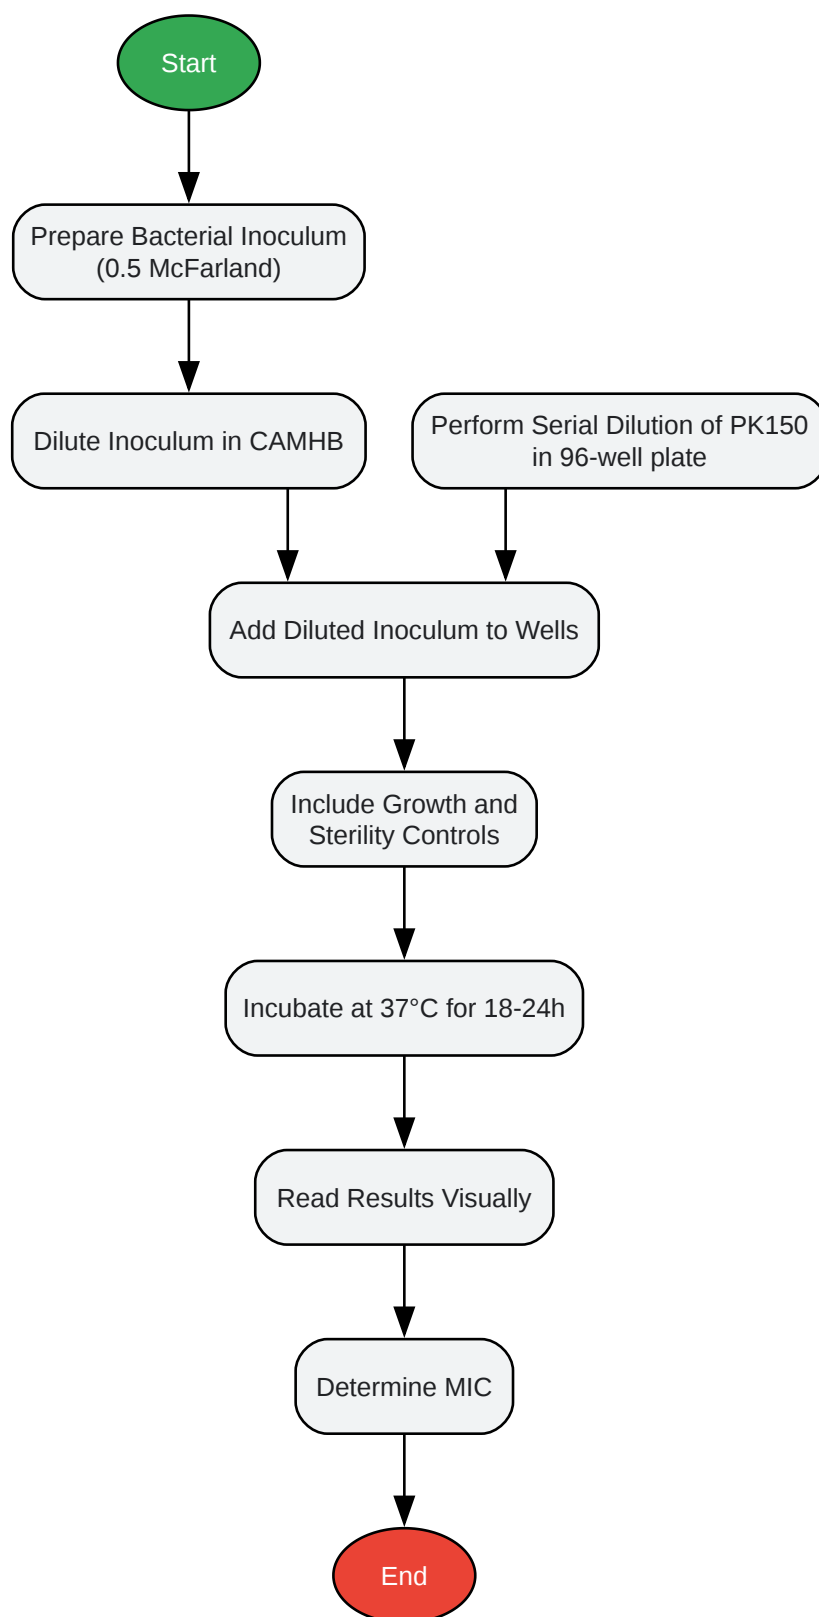 Start
Prepare Bacterial Inoculum
(0.5 McFarland)
Dilute Inoculum in CAMHB
Perform Serial Dilution of PK150
in 96-well plate
Add Diluted Inoculum to Wells
Include Growth and
Sterility Controls
Incubate at 37°C for 18-24h
Read Results Visually
Determine MIC
End